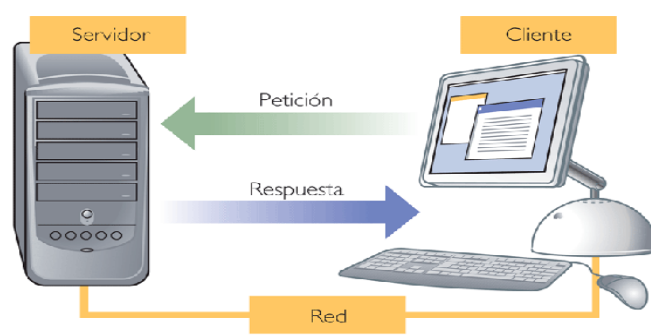 Servidor
Cliente
Petición
Respuesta
Red